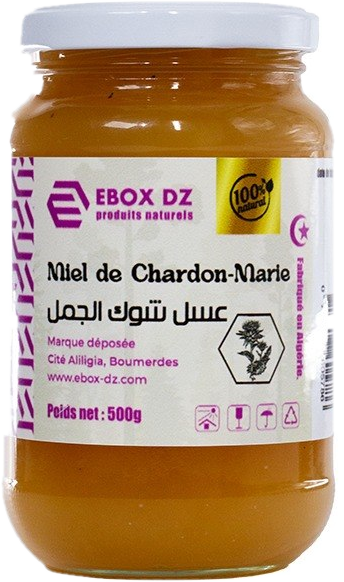 EBOX DZ
produits naturels
100%
natural
Miel de Chardon-Marie
عسل شوك الجمل
Marque déposée
Cité Aliligia, Boumerdes
www.ebox-dz.com
Peids net : 500g
Fabriqué en Algérie.